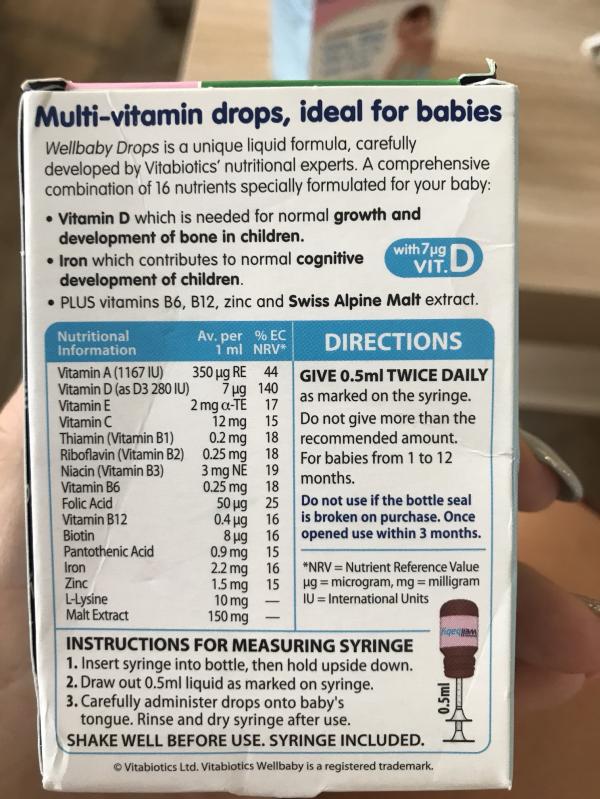 Multi-vitamin drops, ideal for babies
Wellbaby Drops is a unique liquid formula, carefully
developed by Vitabiotics' nutritional experts. A comprehensive
combination of 16 nutrients specially formulated for your baby:
• Vitamin D which is needed for normal growth and
development of bone in children.
• Iron which contributes to normal cognitive
development of children.
with 7µg
VIT. D
• PLUS vitamins B6, B12, zinc and Swiss Alpine Malt extract.
Nutritional Av. per % EC
Information 1 ml NRV*
Vitamin A (1167 IU) 350 µg RE 44
Vitamin D (as D3 280 IU) 7 µg 140
Vitamin E 2 mg α-TE 17
Vitamin C 12 mg 15
Thiamin (Vitamin B1) 0.2 mg 18
Riboflavin (Vitamin B2) 0.25 mg 18
Niacin (Vitamin B3) 3 mg NE 19
Vitamin B6 0.25 mg 18
Folic Acid 50 µg 25
Vitamin B12 0.4 µg 16
Biotin 8 µg 16
Pantothenic Acid 0.9 mg 15
Iron 2.2 mg 16
Zinc 1.5 mg 15
L-Lysine 10 mg —
Malt Extract 150 mg —
DIRECTIONS
GIVE 0.5ml TWICE DAILY
as marked on the syringe.
Do not give more than the
recommended amount.
For babies from 1 to 12
months.
Do not use if the bottle seal
is broken on purchase. Once
opened use within 3 months.
*NRV = Nutrient Reference Value
µg = microgram, mg = milligram
IU = International Units
wellbaby
0.5ml
INSTRUCTIONS FOR MEASURING SYRINGE
1. Insert syringe into bottle, then hold upside down.
2. Draw out 0.5ml liquid as marked on syringe.
3. Carefully administer drops onto baby's
tongue. Rinse and dry syringe after use.
SHAKE WELL BEFORE USE. SYRINGE INCLUDED.
© Vitabiotics Ltd. Vitabiotics Wellbaby is a registered trademark.